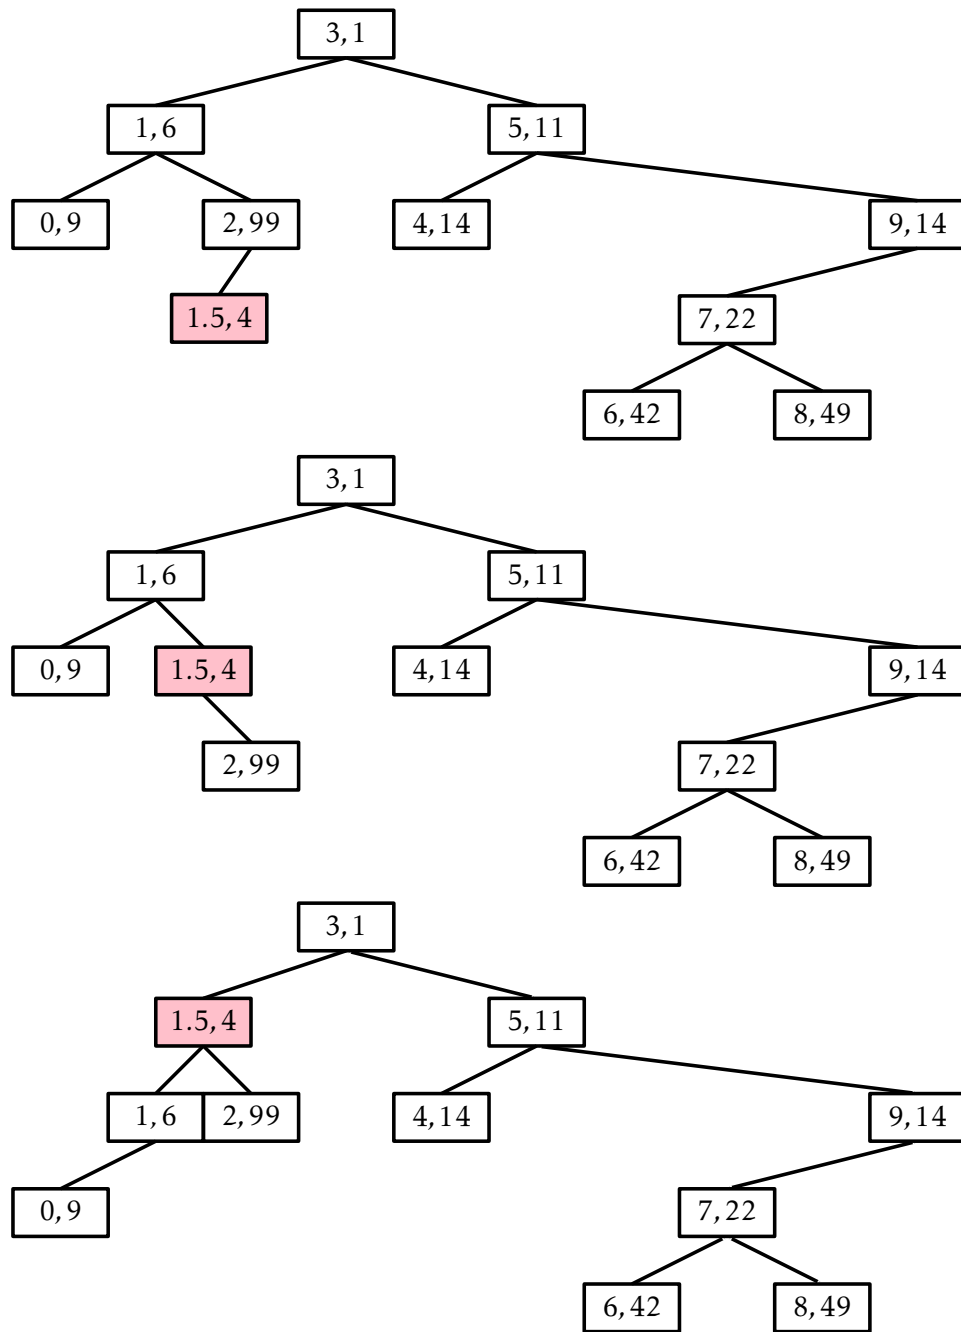 3, 1
1, 6 5, 11
0, 9 2, 99 4, 14 9, 14
1.5, 4 7, 22
6, 42 8, 49
3, 1
1, 6 5, 11
0, 9 1.5, 4 4, 14 9, 14
2, 99 7, 22
6, 42 8, 49
3, 1
1.5, 4 5, 11
1, 6 2, 99 4, 14 9, 14
0, 9 7, 22
6, 42 8, 49